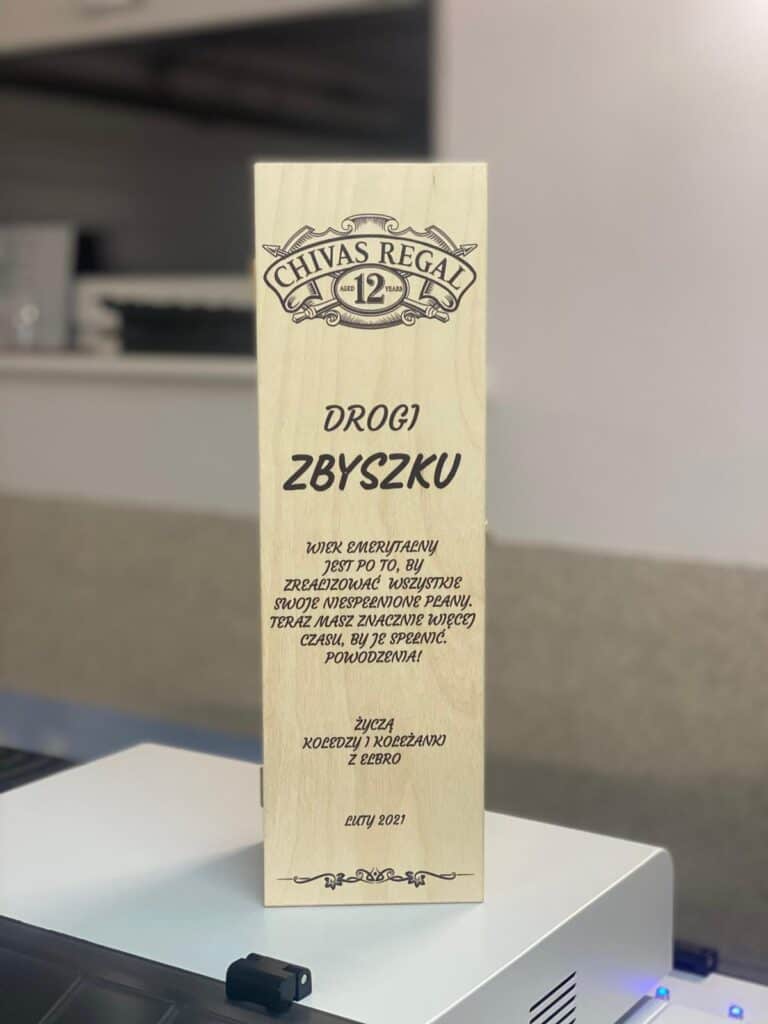 CHIVAS REGAL
AGED 12 YEARS
DROGI
ZBYSZKU
WIEK EMERYTALNY
JEST PO TO, BY
ZREALIZOWAĆ WSZYSTKIE
SWOJE NIESPEŁNIONE PLANY.
TERAZ MASZ ZNACZNIE WIĘCEJ
CZASU, BY JE SPEŁNIĆ.
POWODZENIA!
ŻYCZĄ
KOLEDZY I KOLEŻANKI
Z ELBRO
LUTY 2021